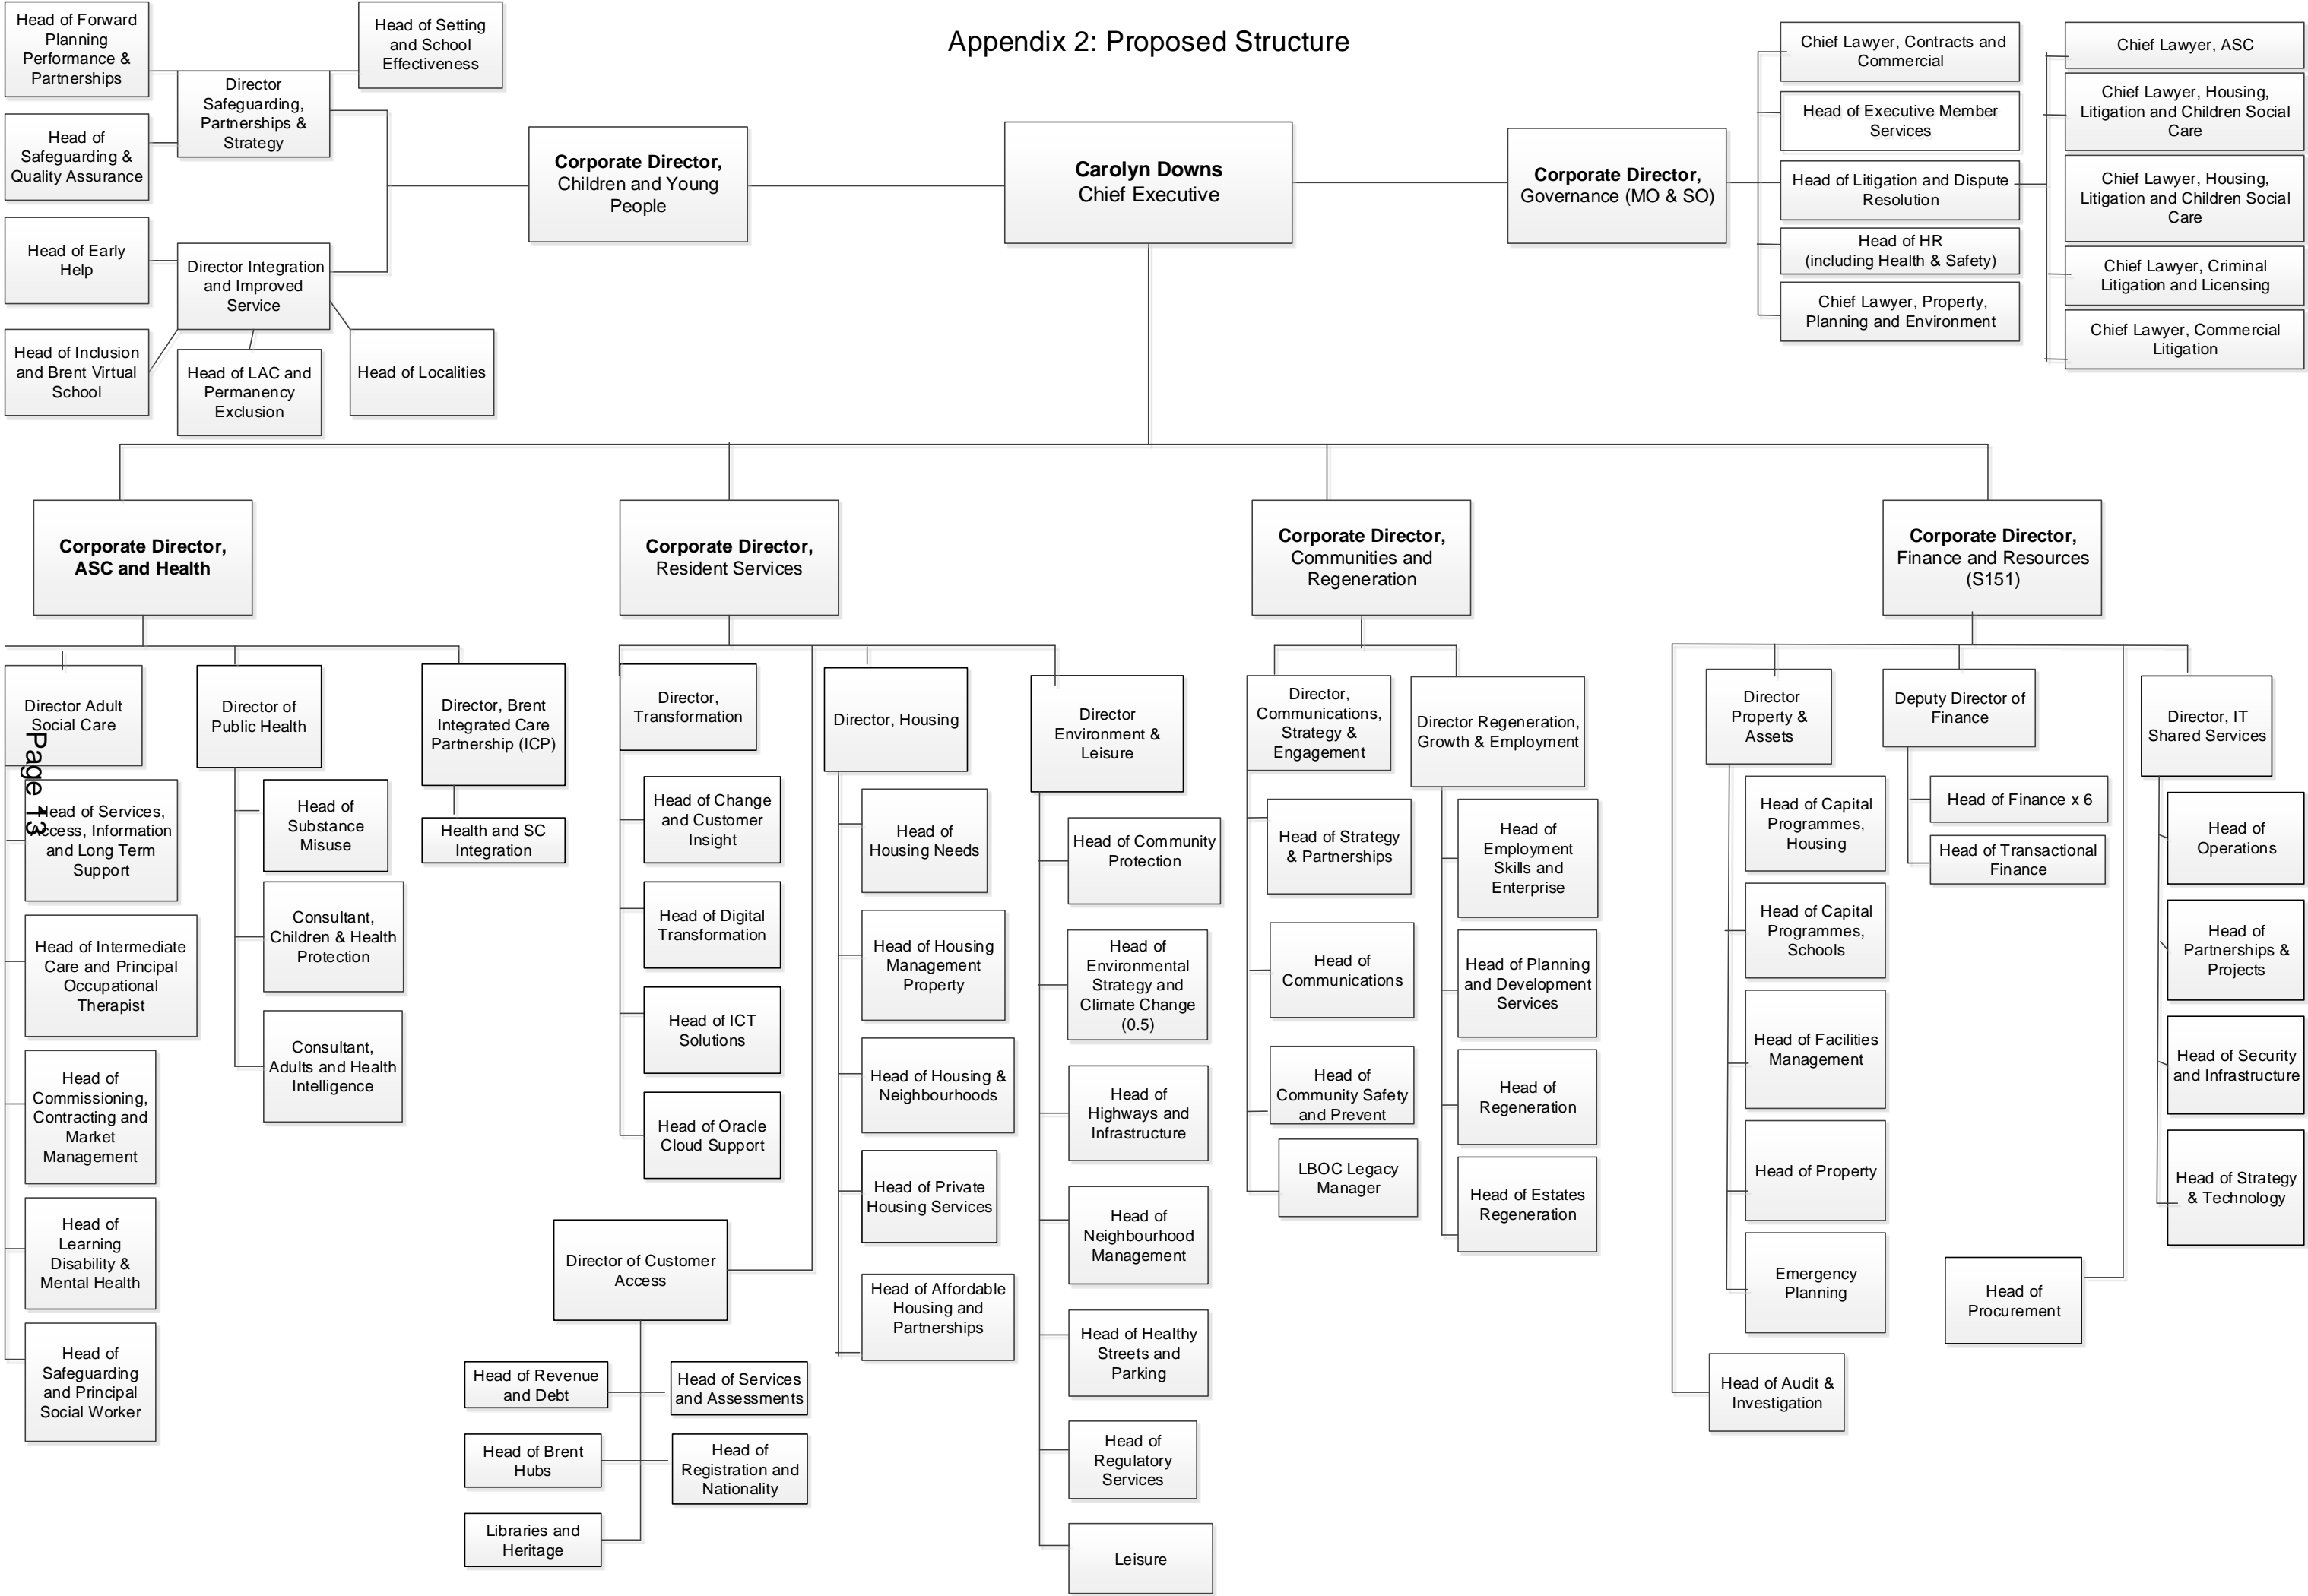 Appendix 2: Proposed Structure
Head of Forward
Planning
Performance &
Partnerships
Head of Setting
and School
Effectiveness
Director
Safeguarding,
Partnerships &
Strategy
Head of
Safeguarding &
Quality Assurance
Head of Early
Help
Director Integration
and Improved
Service
Head of Inclusion
and Brent Virtual
School
Head of LAC and
Permanency
Exclusion
Head of Localities
Corporate Director,
Children and Young
People
Carolyn Downs
Chief Executive
Corporate Director,
Governance (MO & SO)
Chief Lawyer, Contracts and
Commercial
Head of Executive Member
Services
Head of Litigation and Dispute
Resolution
Head of HR
(including Health & Safety)
Chief Lawyer, Property,
Planning and Environment
Chief Lawyer, ASC
Chief Lawyer, Housing,
Litigation and Children Social
Care
Chief Lawyer, Housing,
Litigation and Children Social
Care
Chief Lawyer, Criminal
Litigation and Licensing
Chief Lawyer, Commercial
Litigation
Corporate Director,
ASC and Health
Corporate Director,
Resident Services
Corporate Director,
Communities and
Regeneration
Corporate Director,
Finance and Resources
(S151)
Director Adult
Social Care
Page 13
Head of Services,
Access, Information
and Long Term
Support
Head of Intermediate
Care and Principal
Occupational
Therapist
Head of
Commissioning,
Contracting and
Market
Management
Head of
Learning
Disability &
Mental Health
Head of
Safeguarding
and Principal
Social Worker
Director of
Public Health
Head of
Substance
Misuse
Consultant,
Children & Health
Protection
Consultant,
Adults and Health
Intelligence
Director, Brent
Integrated Care
Partnership (ICP)
Health and SC
Integration
Director,
Transformation
Head of Change
and Customer
Insight
Head of Digital
Transformation
Head of ICT
Solutions
Head of Oracle
Cloud Support
Director of Customer
Access
Head of Revenue
and Debt
Head of Services
and Assessments
Head of Brent
Hubs
Head of
Registration and
Nationality
Libraries and
Heritage
Director, Housing
Head of
Housing Needs
Head of Housing
Management
Property
Head of Housing &
Neighbourhoods
Head of Private
Housing Services
Head of Affordable
Housing and
Partnerships
Director
Environment &
Leisure
Head of Community
Protection
Head of
Environmental
Strategy and
Climate Change
(0.5)
Head of
Highways and
Infrastructure
Head of
Neighbourhood
Management
Head of Healthy
Streets and
Parking
Head of
Regulatory
Services
Leisure
Director,
Communications,
Strategy &
Engagement
Head of Strategy
& Partnerships
Head of
Communications
Head of
Community Safety
and Prevent
LBOC Legacy
Manager
Director Regeneration,
Growth & Employment
Head of
Employment
Skills and
Enterprise
Head of Planning
and Development
Services
Head of
Regeneration
Head of Estates
Regeneration
Director
Property &
Assets
Head of Capital
Programmes,
Housing
Head of Capital
Programmes,
Schools
Head of Facilities
Management
Head of Property
Emergency
Planning
Head of Audit &
Investigation
Deputy Director of
Finance
Head of Finance x 6
Head of Transactional
Finance
Head of
Procurement
Director, IT
Shared Services
Head of
Operations
Head of
Partnerships &
Projects
Head of Security
and Infrastructure
Head of Strategy
& Technology